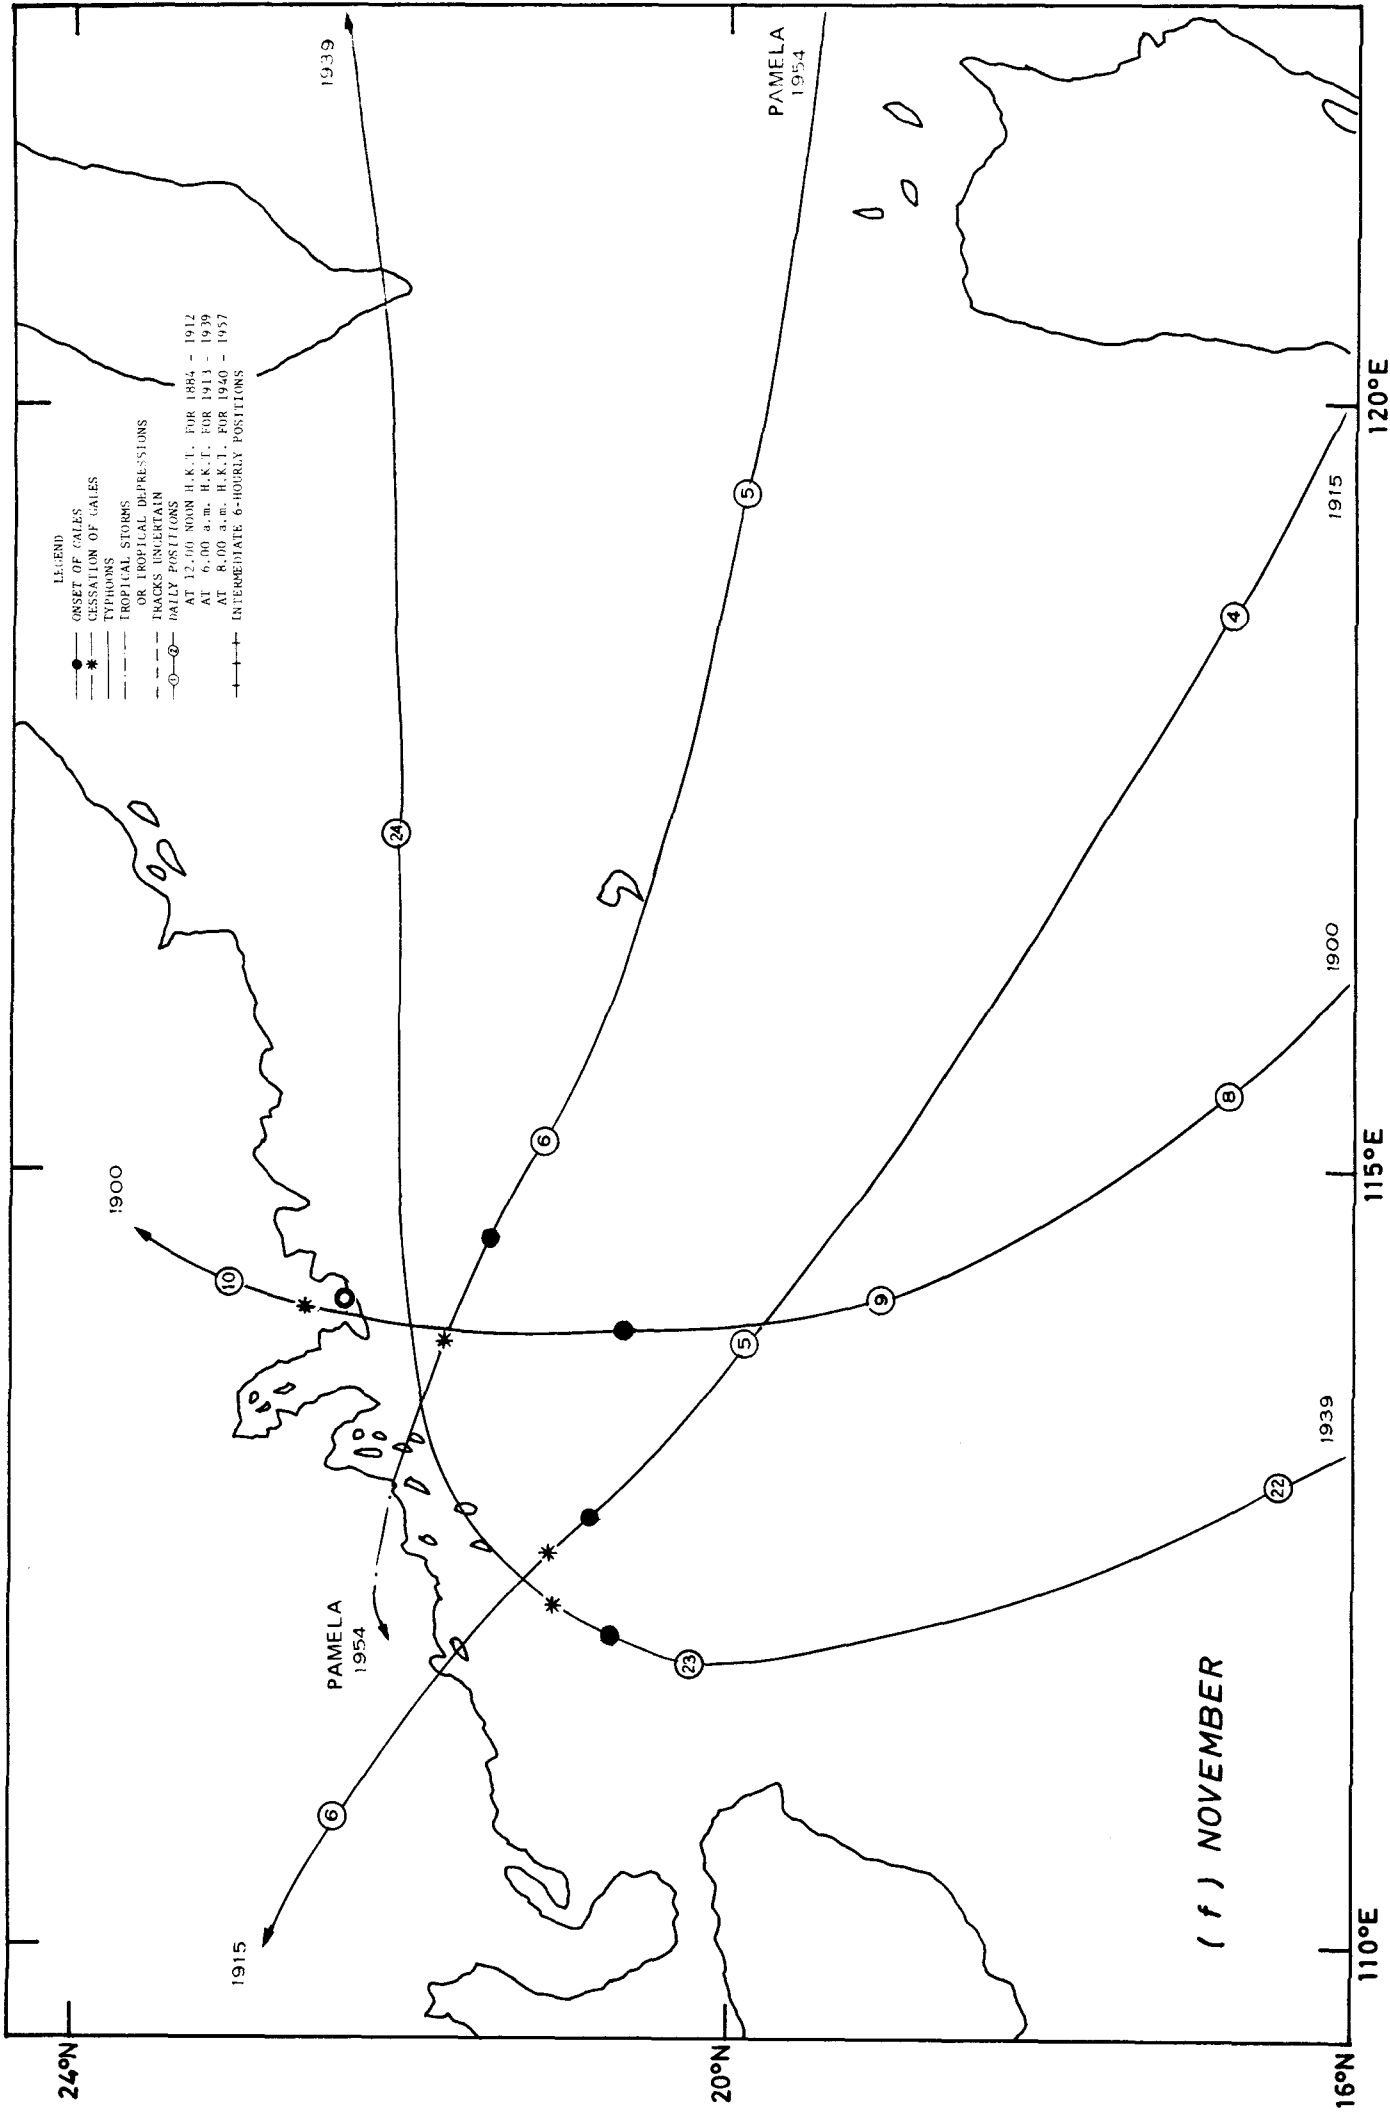 24°N
20°N
16°N
110°E
115°E
120°E
LEGEND
ONSET OF GALES
CESSATION OF GALES
TYPHOONS
TROPICAL STORMS
OR TROPICAL DEPRESSIONS
TRACKS UNCERTAIN
① ② DAILY POSITIONS
AT 12.00 NOON H.K.T. FOR 1884 - 1912
AT 6.00 a.m. H.K.T. FOR 1913 - 1939
AT 8.00 a.m. H.K.T. FOR 1940 - 1957
INTERMEDIATE 6-HOURLY POSITIONS
1939
1900
10
24
PAMELA
1954
1915
6
PAMELA
1954
6
5
23
5
9
4
8
22
1939
1900
1915
(f) NOVEMBER